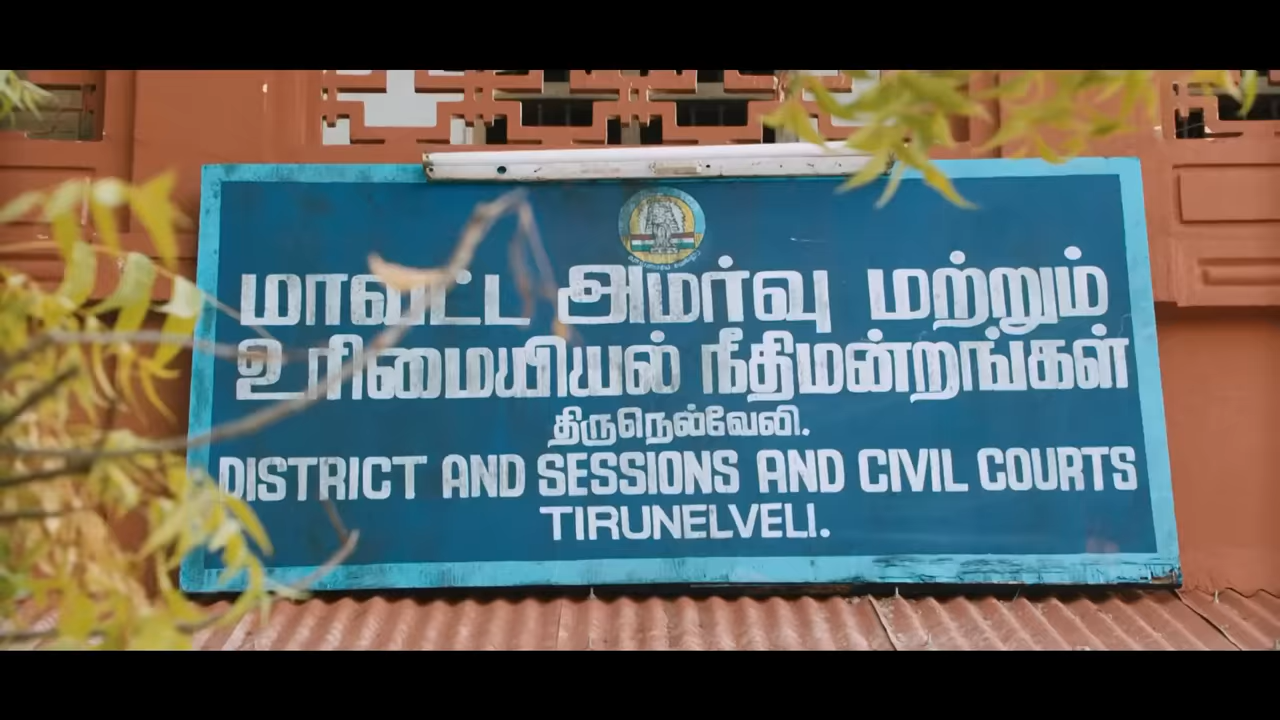 மாவட்ட அமர்வு மற்றும்
உரிமையியல் நீதிமன்றங்கள்
திருநெல்வேலி.
DISTRICT AND SESSIONS AND CIVIL COURTS
TIRUNELVELI.